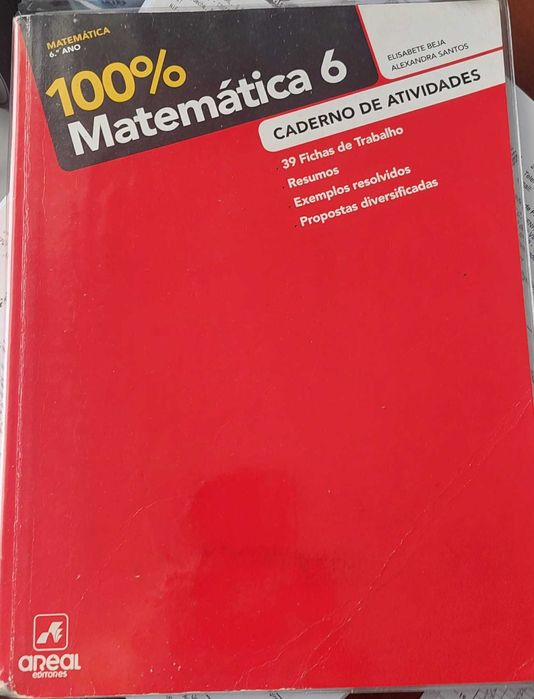 MATEMÁTICA
6.º ANO
100%
Matemática 6
ELISABETE BEJA
ALEXANDRA SANTOS
CADERNO DE ATIVIDADES
. 39 Fichas de Trabalho
. Resumos
. Exemplos resolvidos
. Propostas diversificadas
areal
EDITORES